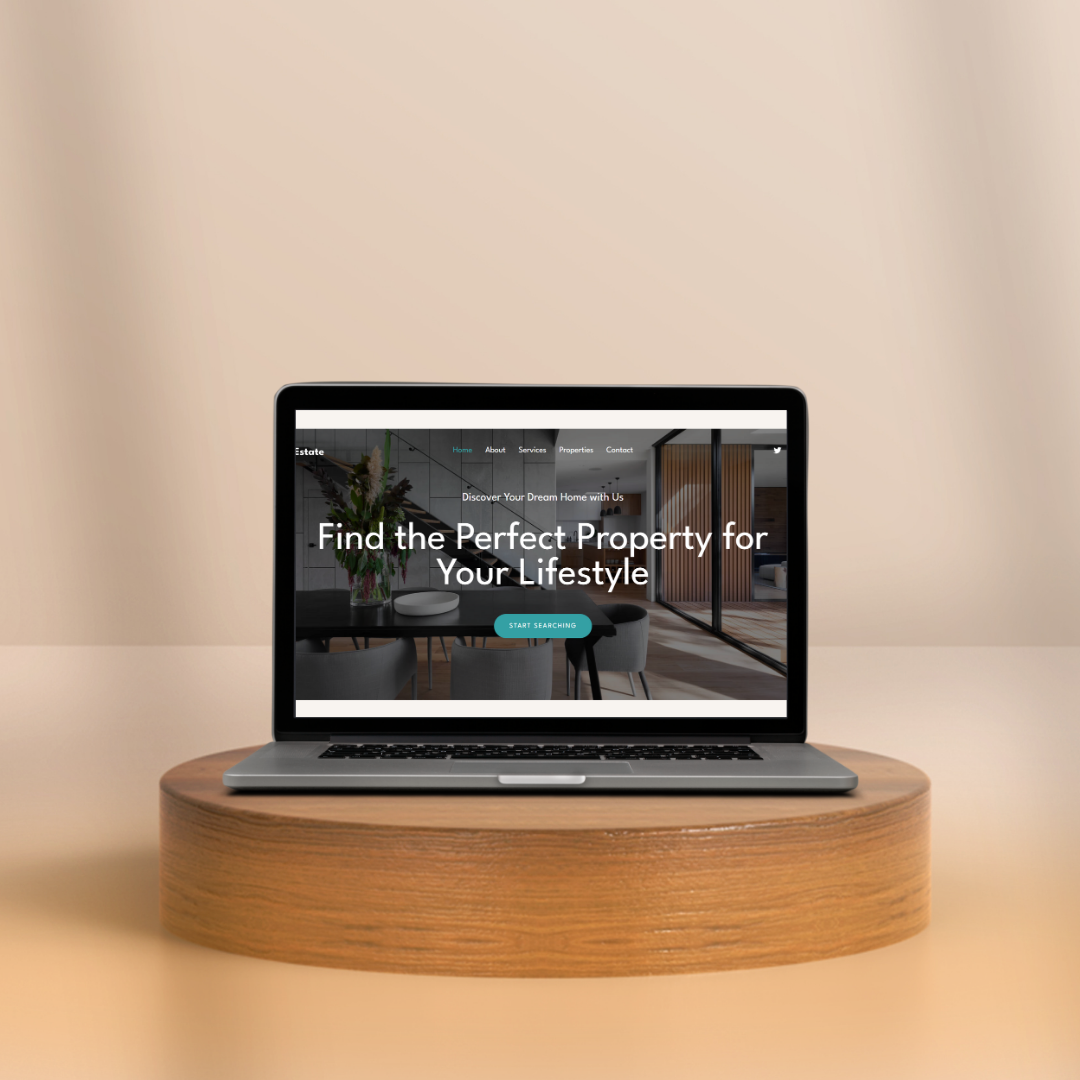 Estate
Home About Services Properties Contact
Discover Your Dream Home with Us
Find the Perfect Property for
Your Lifestyle
START SEARCHING